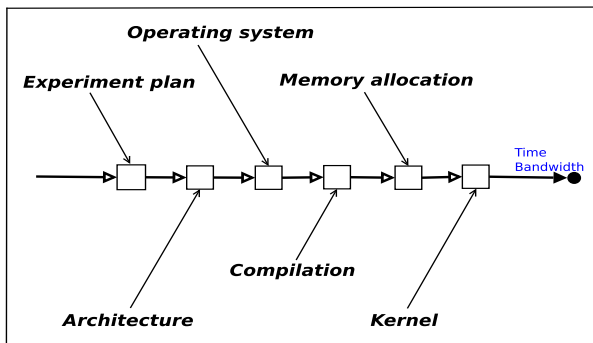 Operating system
Experiment plan
Memory allocation
Time
Bandwidth
Compilation
Architecture
Kernel